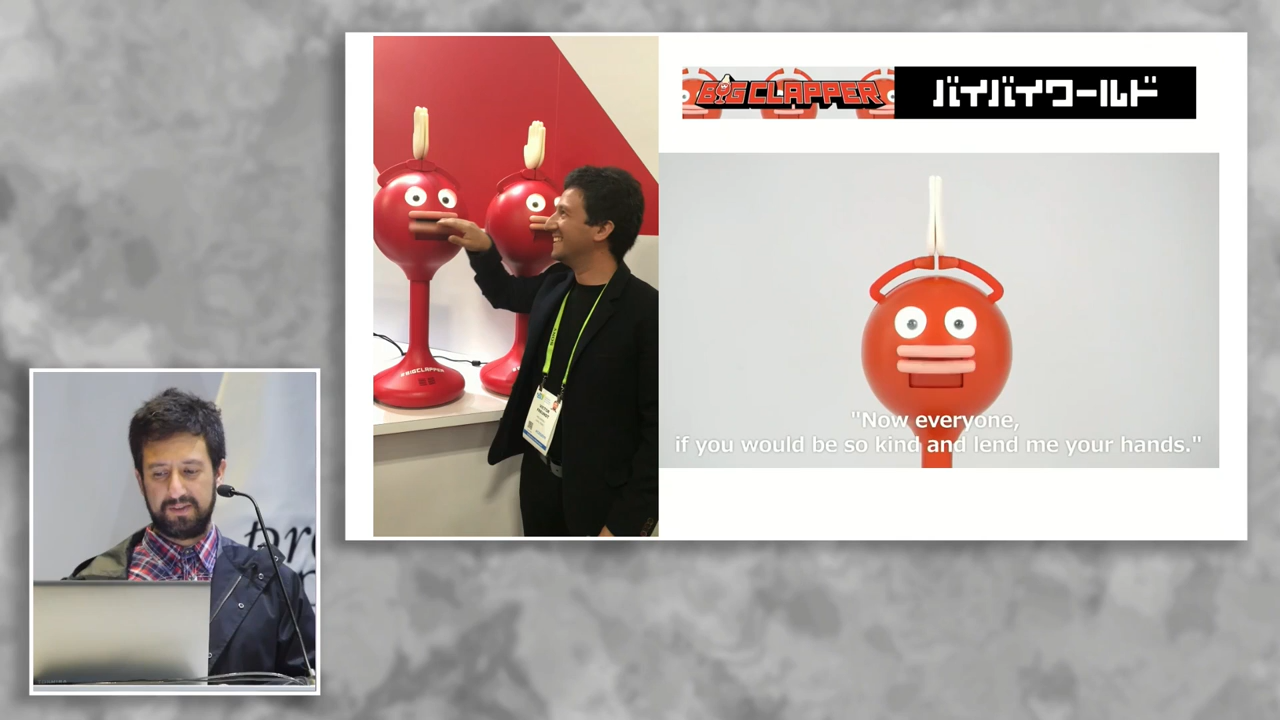 BIG CLAPPER
バイバイワールド
#BIGCLAPPER
"Now everyone,
if you would be so kind and lend me your hands."